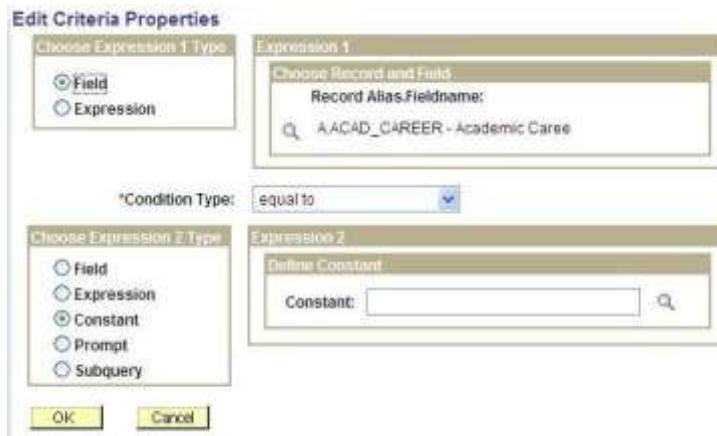 Edit Criteria Properties
Choose Expression 1 Type
Field
Expression
Expression 1
Choose Record and Field
Record Alias.Fieldname:
A.ACAD_CAREER - Academic Caree
*Condition Type:
equal to
Choose Expression 2 Type
Field
Expression
Constant
Prompt
Subquery
Expression 2
Define Constant
Constant:
OK
Cancel